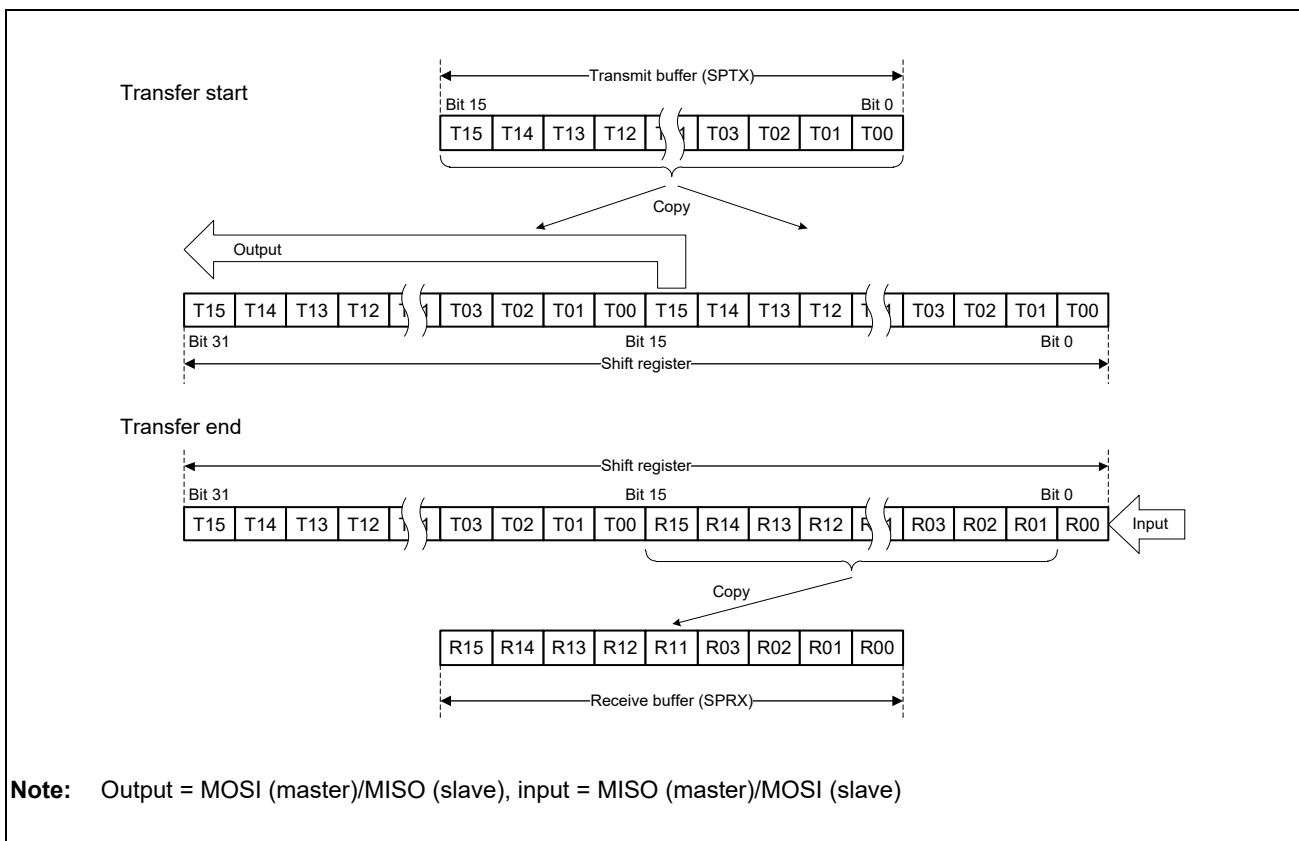 Transfer start
Transmit buffer (SPTX)
Bit 15 Bit 0
T15 T14 T13 T12 T03 T02 T01 T00
Copy
Output
T15 T14 T13 T12 T03 T02 T01 T00 T15 T14 T13 T12 T03 T02 T01 T00
Bit 31 Bit 15 Bit 0
Shift register
Transfer end
Shift register
Bit 31 Bit 15 Bit 0
T15 T14 T13 T12 T03 T02 T01 T00 R15 R14 R13 R12 R03 R02 R01 R00 Input
Copy
R15 R14 R13 R12 R11 R03 R02 R01 R00
Receive buffer (SPRX)
Note: Output = MOSI (master)/MISO (slave), input = MISO (master)/MOSI (slave)